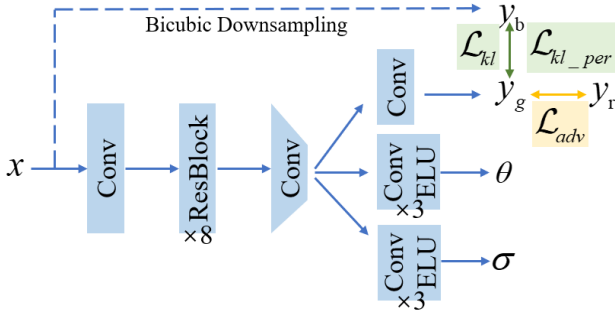 Bicubic Downsampling
y_b
ℒ_kl
ℒ_kl_per
Conv
y_g
y_r
ℒ_adv
x
Conv
ResBlock
×8
Conv
Conv
ELU
×3
θ
Conv
ELU
×3
σ